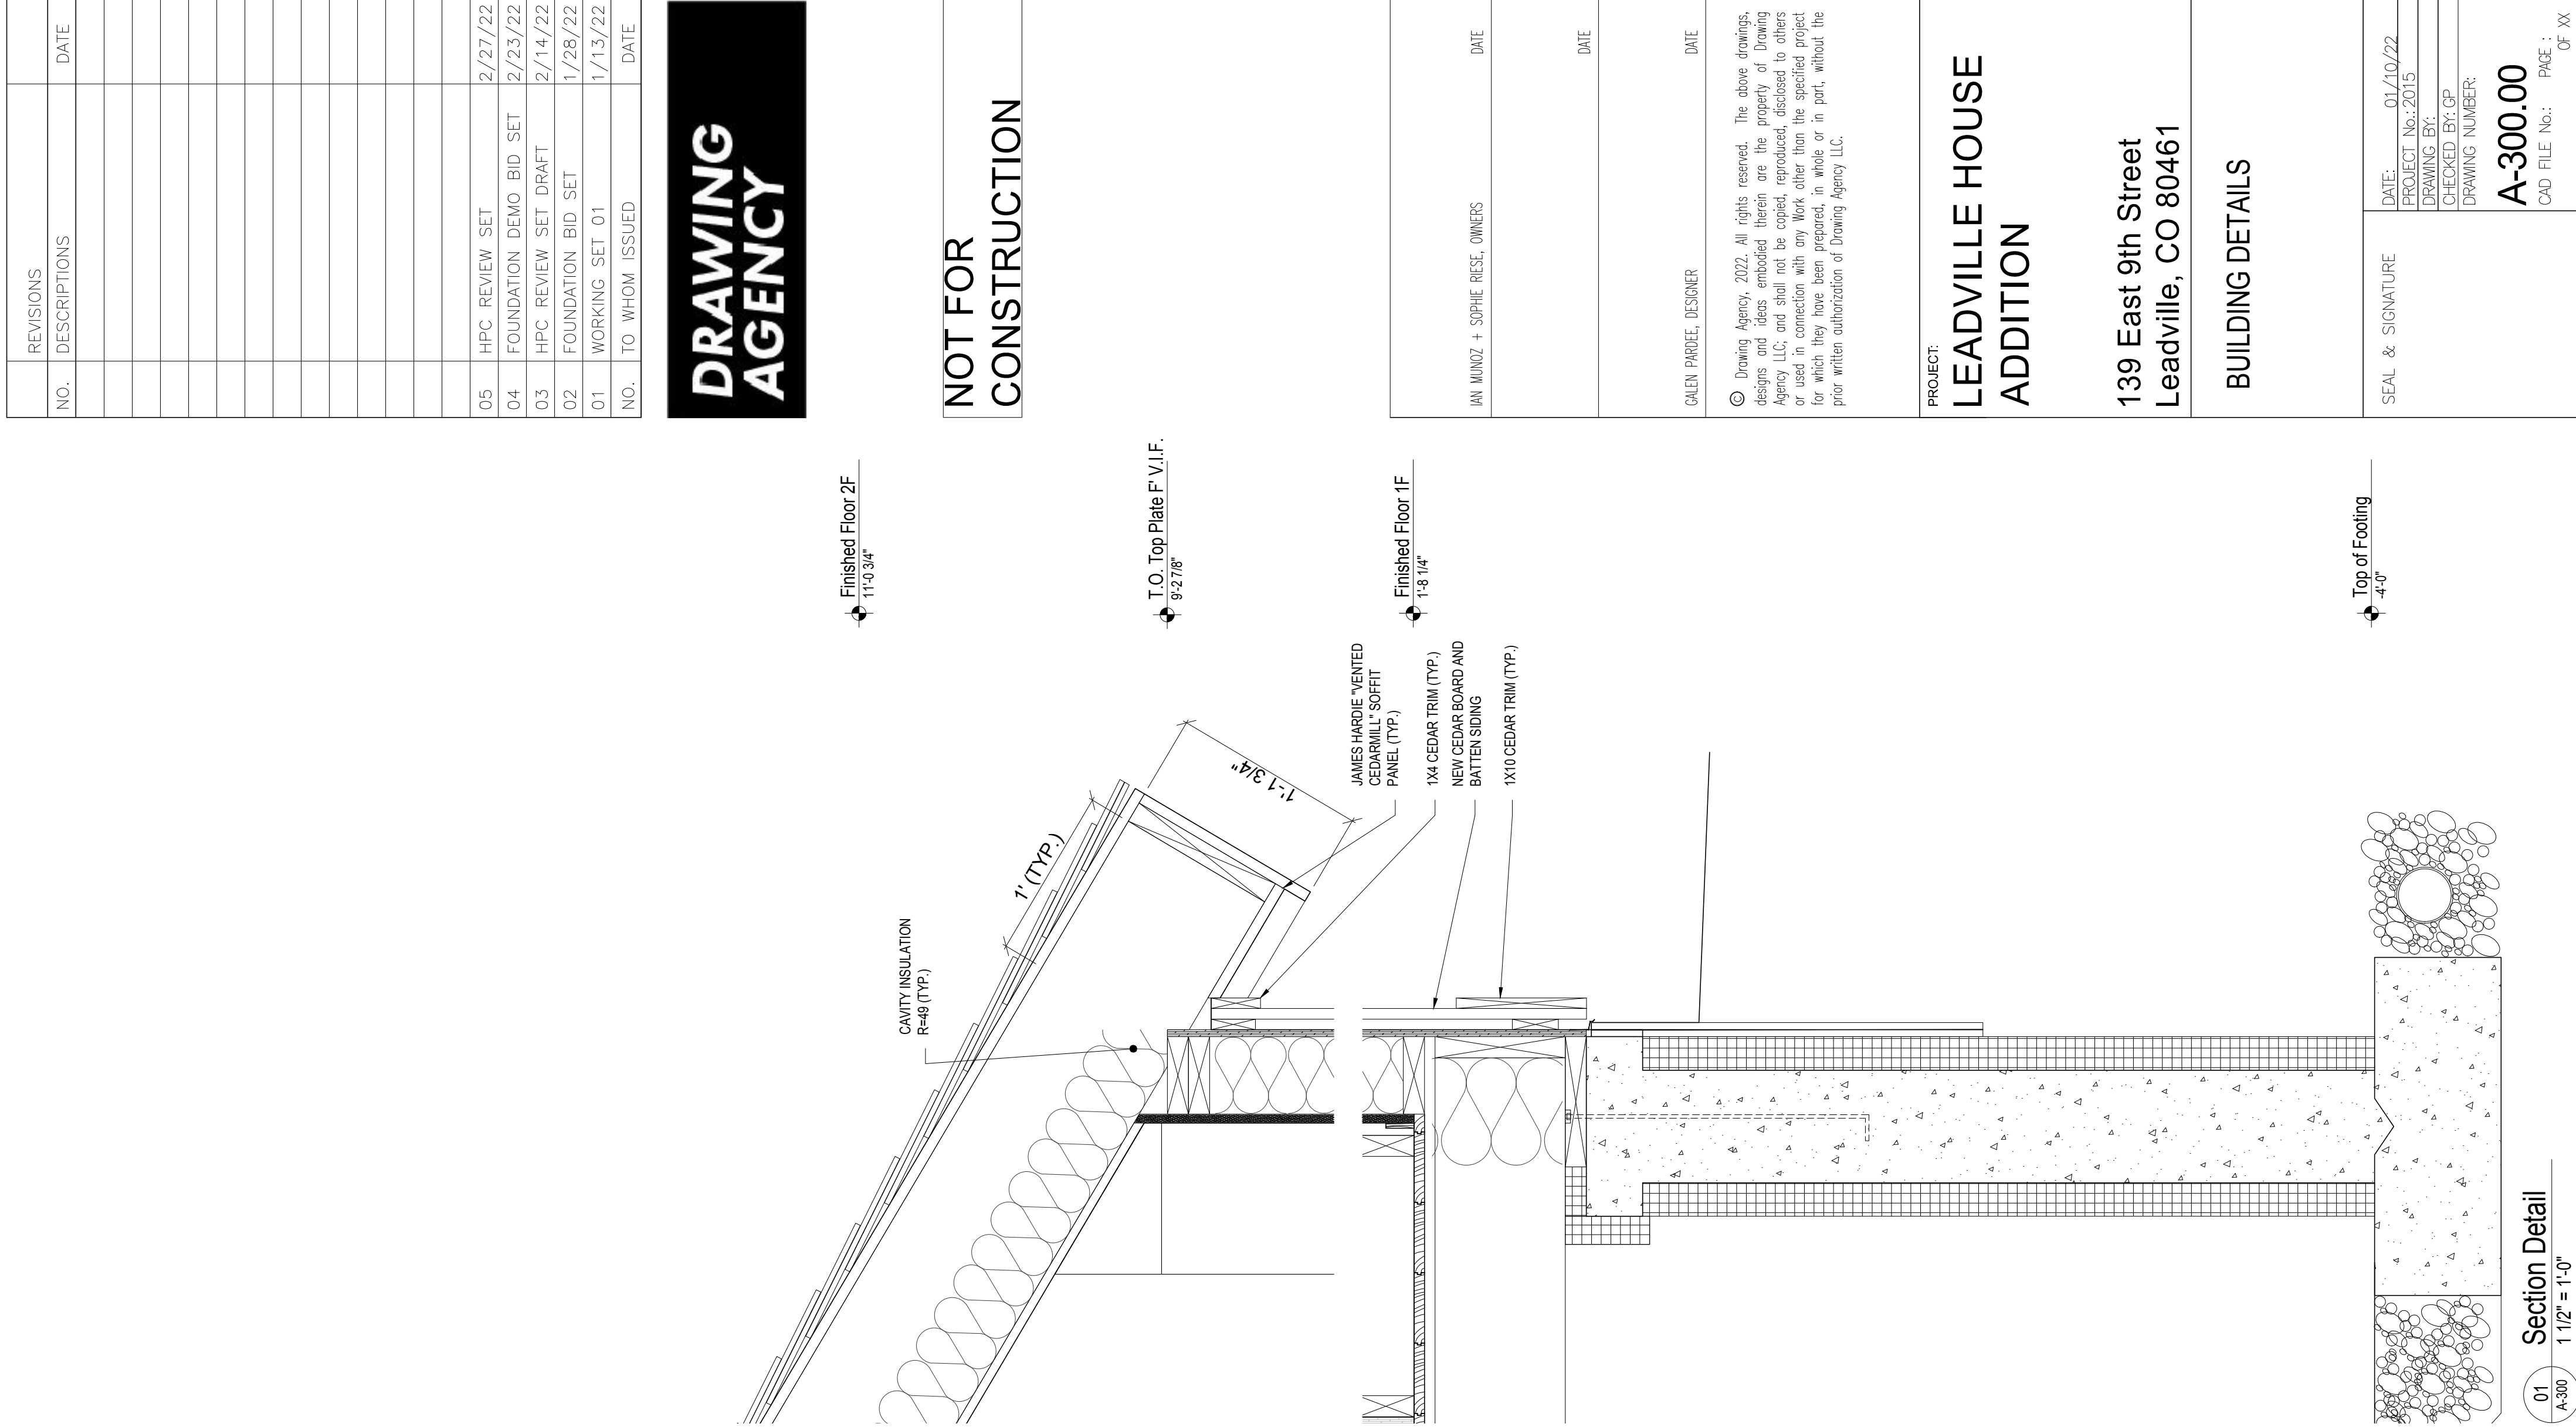 REVISIONS
NO. DESCRIPTIONS DATE
05 HPC REVIEW SET 2/27/22
04 FOUNDATION DEMO BID SET 2/23/22
03 HPC REVIEW SET DRAFT 2/14/22
02 FOUNDATION BID SET 1/28/22
01 WORKING SET 01 1/13/22
NO. TO WHOM ISSUED DATE
DRAWING
AGENCY
NOT FOR
CONSTRUCTION
IAN MUNOZ + SOPHIE RIESE, OWNERS DATE
DATE
GALEN PARDEE, DESIGNER DATE
© Drawing Agency, 2022. All rights reserved. The above drawings,
designs and ideas embodied therein are the property of Drawing
Agency LLC; and shall not be copied, reproduced, disclosed to others
or used in connection with any Work other than the specified project
for which they have been prepared, in whole or in part, without the
prior written authorization of Drawing Agency LLC.
PROJECT:
LEADVILLE HOUSE
ADDITION
139 East 9th Street
Leadville, CO 80461
BUILDING DETAILS
SEAL & SIGNATURE
DATE: 01/10/22
PROJECT No.: 2015
DRAWING BY:
CHECKED BY: GP
DRAWING NUMBER:
A-300.00
CAD FILE No.: PAGE :
OF XX
Finished Floor 2F
11'-0 3/4"
T.O. Top Plate F' V.I.F.
9'-2 7/8"
Finished Floor 1F
1'-8 1/4"
Top of Footing
-4'-0"
CAVITY INSULATION
R=49 (TYP.)
1' (TYP.)
1'-1 3/4"
JAMES HARDIE "VENTED
CEDARMILL" SOFFIT
PANEL (TYP.)
1X4 CEDAR TRIM (TYP.)
NEW CEDAR BOARD AND
BATTEN SIDING
1X10 CEDAR TRIM (TYP.)
01
A-300
Section Detail
1 1/2" = 1'-0"